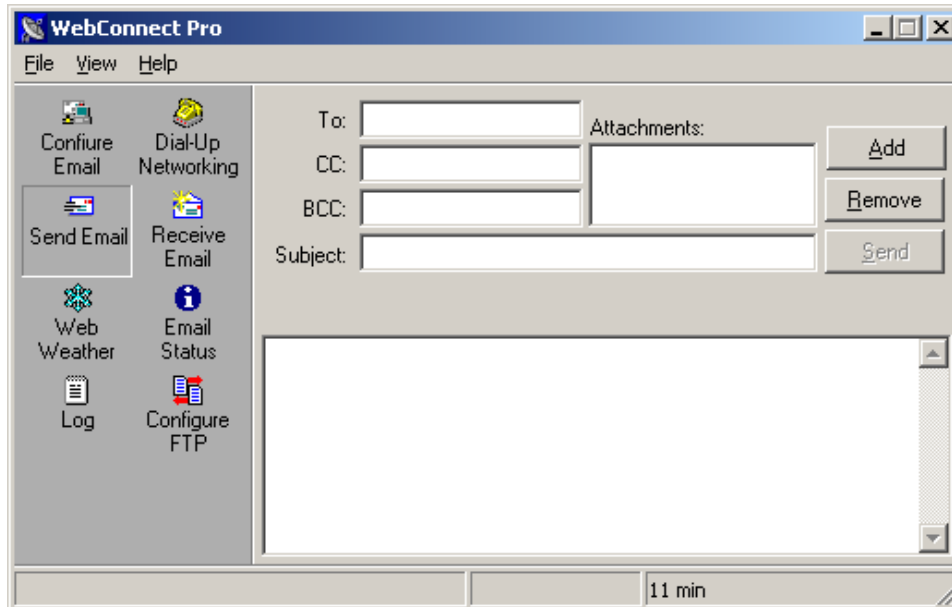 WebConnect Pro
File View Help
Confiure
Email
Dial-Up
Networking
Send Email
Receive
Email
Web
Weather
Email
Status
Log
Configure
FTP
To:
CC:
BCC:
Subject:
Attachments:
Add
Remove
Send
11 min